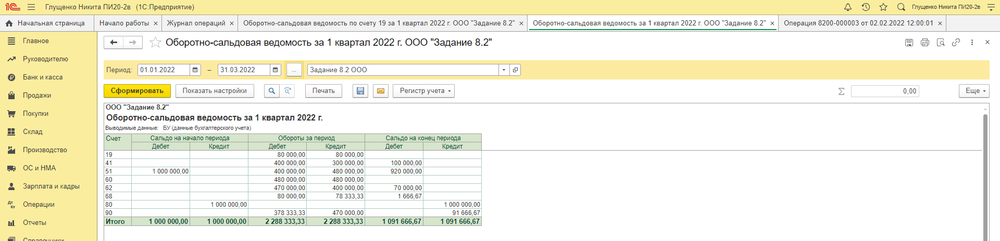 1С Глущенко Никита ПИ20-2в (1С:Предприятие) Глущенко Никита ПИ20-2в
Начальная страница Начало работы × Журнал операций × Оборотно-сальдовая ведомость по счету 19 за 1 квартал 2022 г. ООО "Задание 8.2" × Оборотно-сальдовая ведомость за 1 квартал 2022 г. ООО "Задание 8.2" × Операция 8200-000003 от 02.02.2022 12:00:01 ×
Главное
Руководителю
Банк и касса
Продажи
Покупки
Склад
Производство
ОС и НМА
Зарплата и кадры
Дт Кт Операции
Отчеты
Справочники
Оборотно-сальдовая ведомость за 1 квартал 2022 г. ООО "Задание 8.2"
Период: 01.01.2022 – 31.03.2022 ... Задание 8.2 ООО
Сформировать Показать настройки Печать Регистр учета Σ 0,00 Еще
ООО "Задание 8.2"
Оборотно-сальдовая ведомость за 1 квартал 2022 г.
Выводимые данные: БУ (данные бухгалтерского учета)
Счет Сальдо на начало периода Обороты за период Сальдо на конец периода
Дебет Кредит Дебет Кредит Дебет Кредит
19 80 000,00 80 000,00
41 400 000,00 300 000,00 100 000,00
51 1 000 000,00 400 000,00 480 000,00 920 000,00
60 480 000,00 480 000,00
62 470 000,00 400 000,00 70 000,00
68 80 000,00 78 333,33 1 666,67
80 1 000 000,00 1 000 000,00
90 378 333,33 470 000,00 91 666,67
Итого 1 000 000,00 1 000 000,00 2 288 333,33 2 288 333,33 1 091 666,67 1 091 666,67